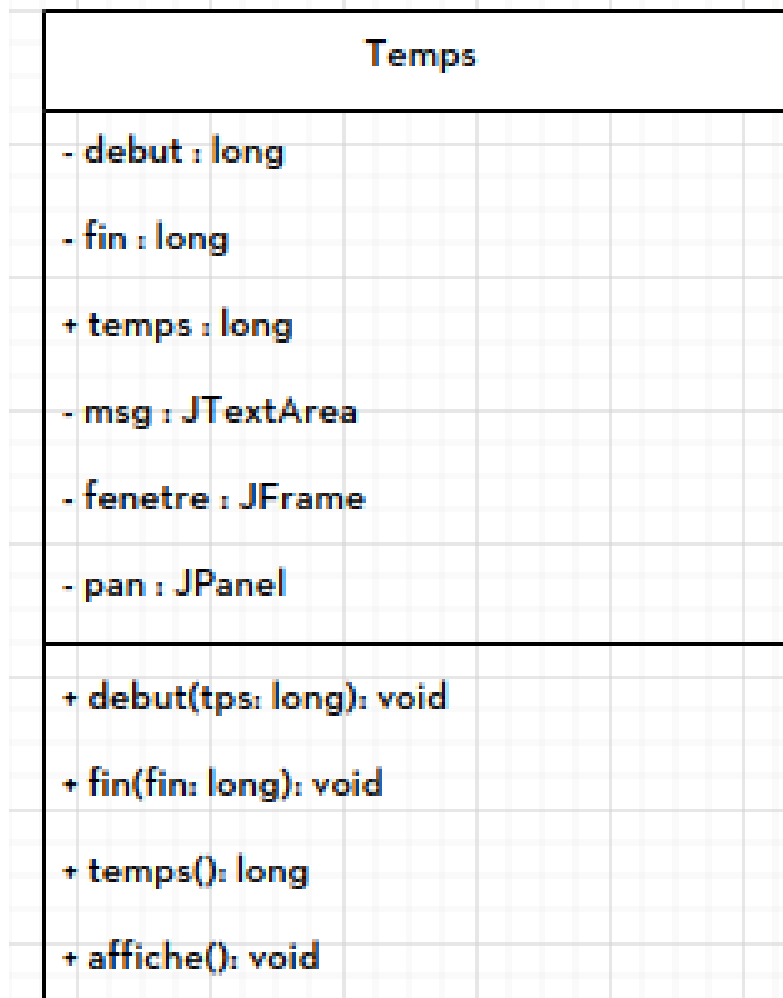 Temps
- debut : long
- fin : long
+ temps : long
- msg : JTextArea
- fenetre : JFrame
- pan : JPanel
+ debut(tps: long): void
+ fin(fin: long): void
+ temps(): long
+ affiche(): void